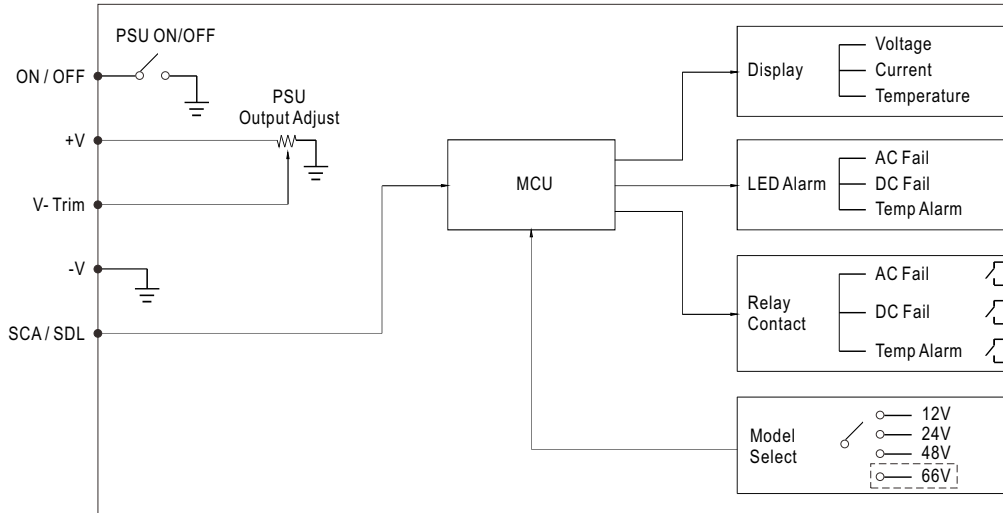 PSU ON/OFF
ON / OFF
PSU
Output Adjust
+V
V- Trim
-V
SCA / SDL
MCU
Display
Voltage
Current
Temperature
LED Alarm
AC Fail
DC Fail
Temp Alarm
Relay
Contact
AC Fail
DC Fail
Temp Alarm
Model
Select
12V
24V
48V
66V